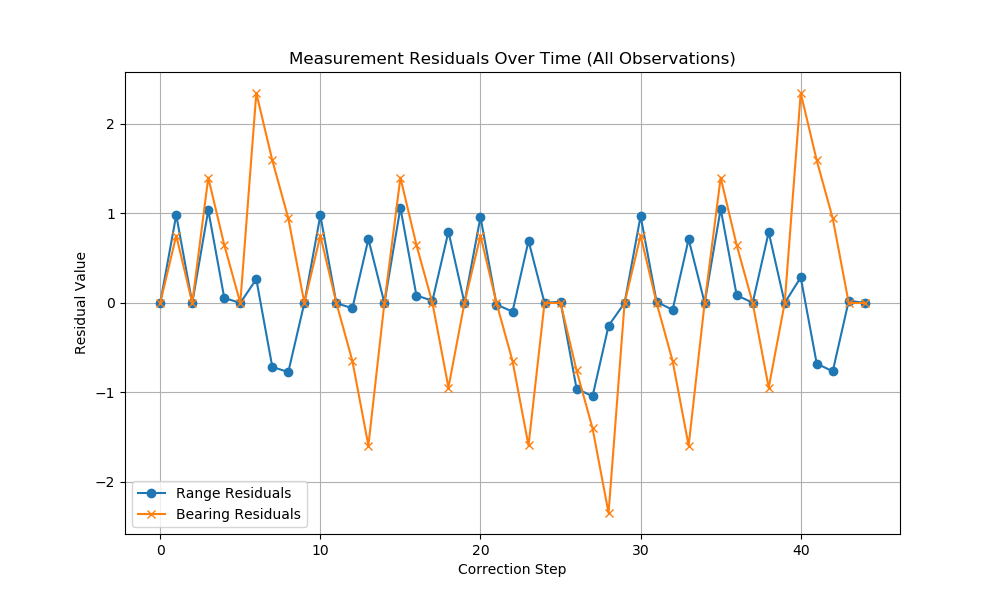 Measurement Residuals Over Time (All Observations)
Residual Value
2
1
0
−1
−2
Range Residuals
Bearing Residuals
0 10 20 30 40
Correction Step